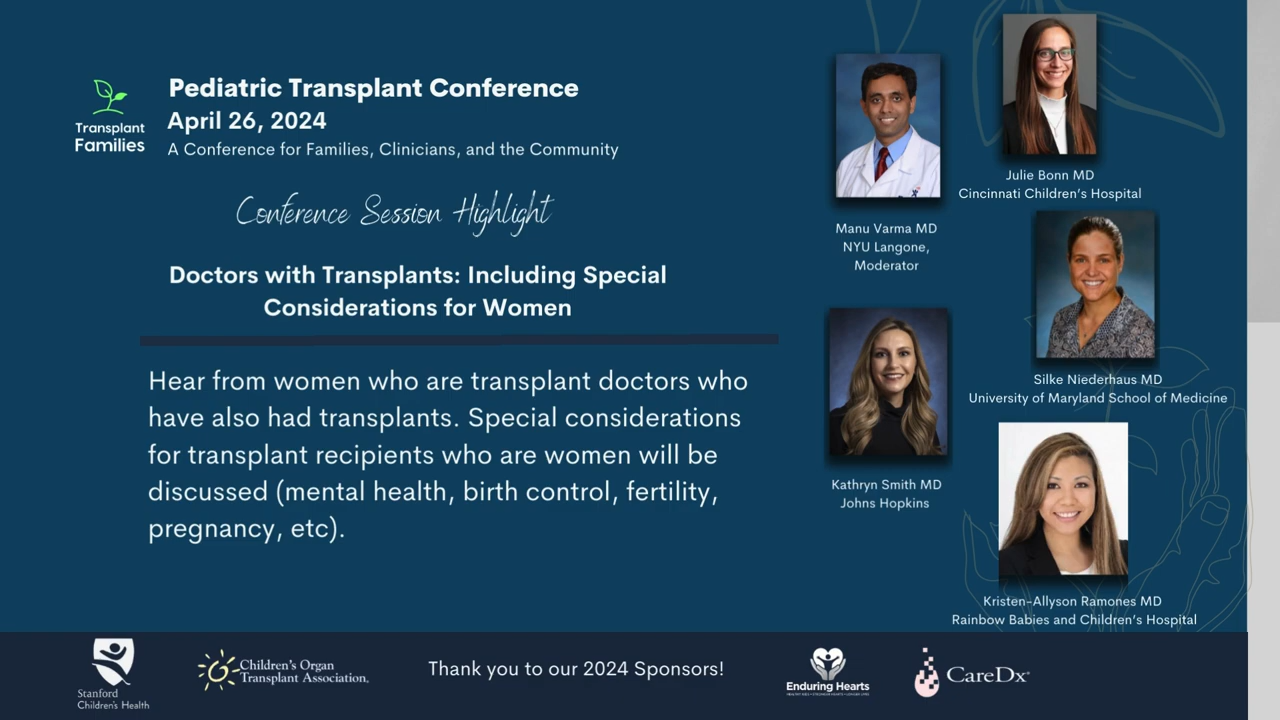 Transplant
Families
Pediatric Transplant Conference
April 26, 2024
A Conference for Families, Clinicians, and the Community
Conference Session Highlight
Doctors with Transplants: Including Special
Considerations for Women
Hear from women who are transplant doctors who
have also had transplants. Special considerations
for transplant recipients who are women will be
discussed (mental health, birth control, fertility,
pregnancy, etc).
Manu Varma MD
NYU Langone,
Moderator
Julie Bonn MD
Cincinnati Children’s Hospital
Silke Niederhaus MD
University of Maryland School of Medicine
Kathryn Smith MD
Johns Hopkins
Kristen-Allyson Ramones MD
Rainbow Babies and Children’s Hospital
Stanford
Children’s Health
Children’s Organ
Transplant Association.
Thank you to our 2024 Sponsors!
Enduring Hearts
CareDx